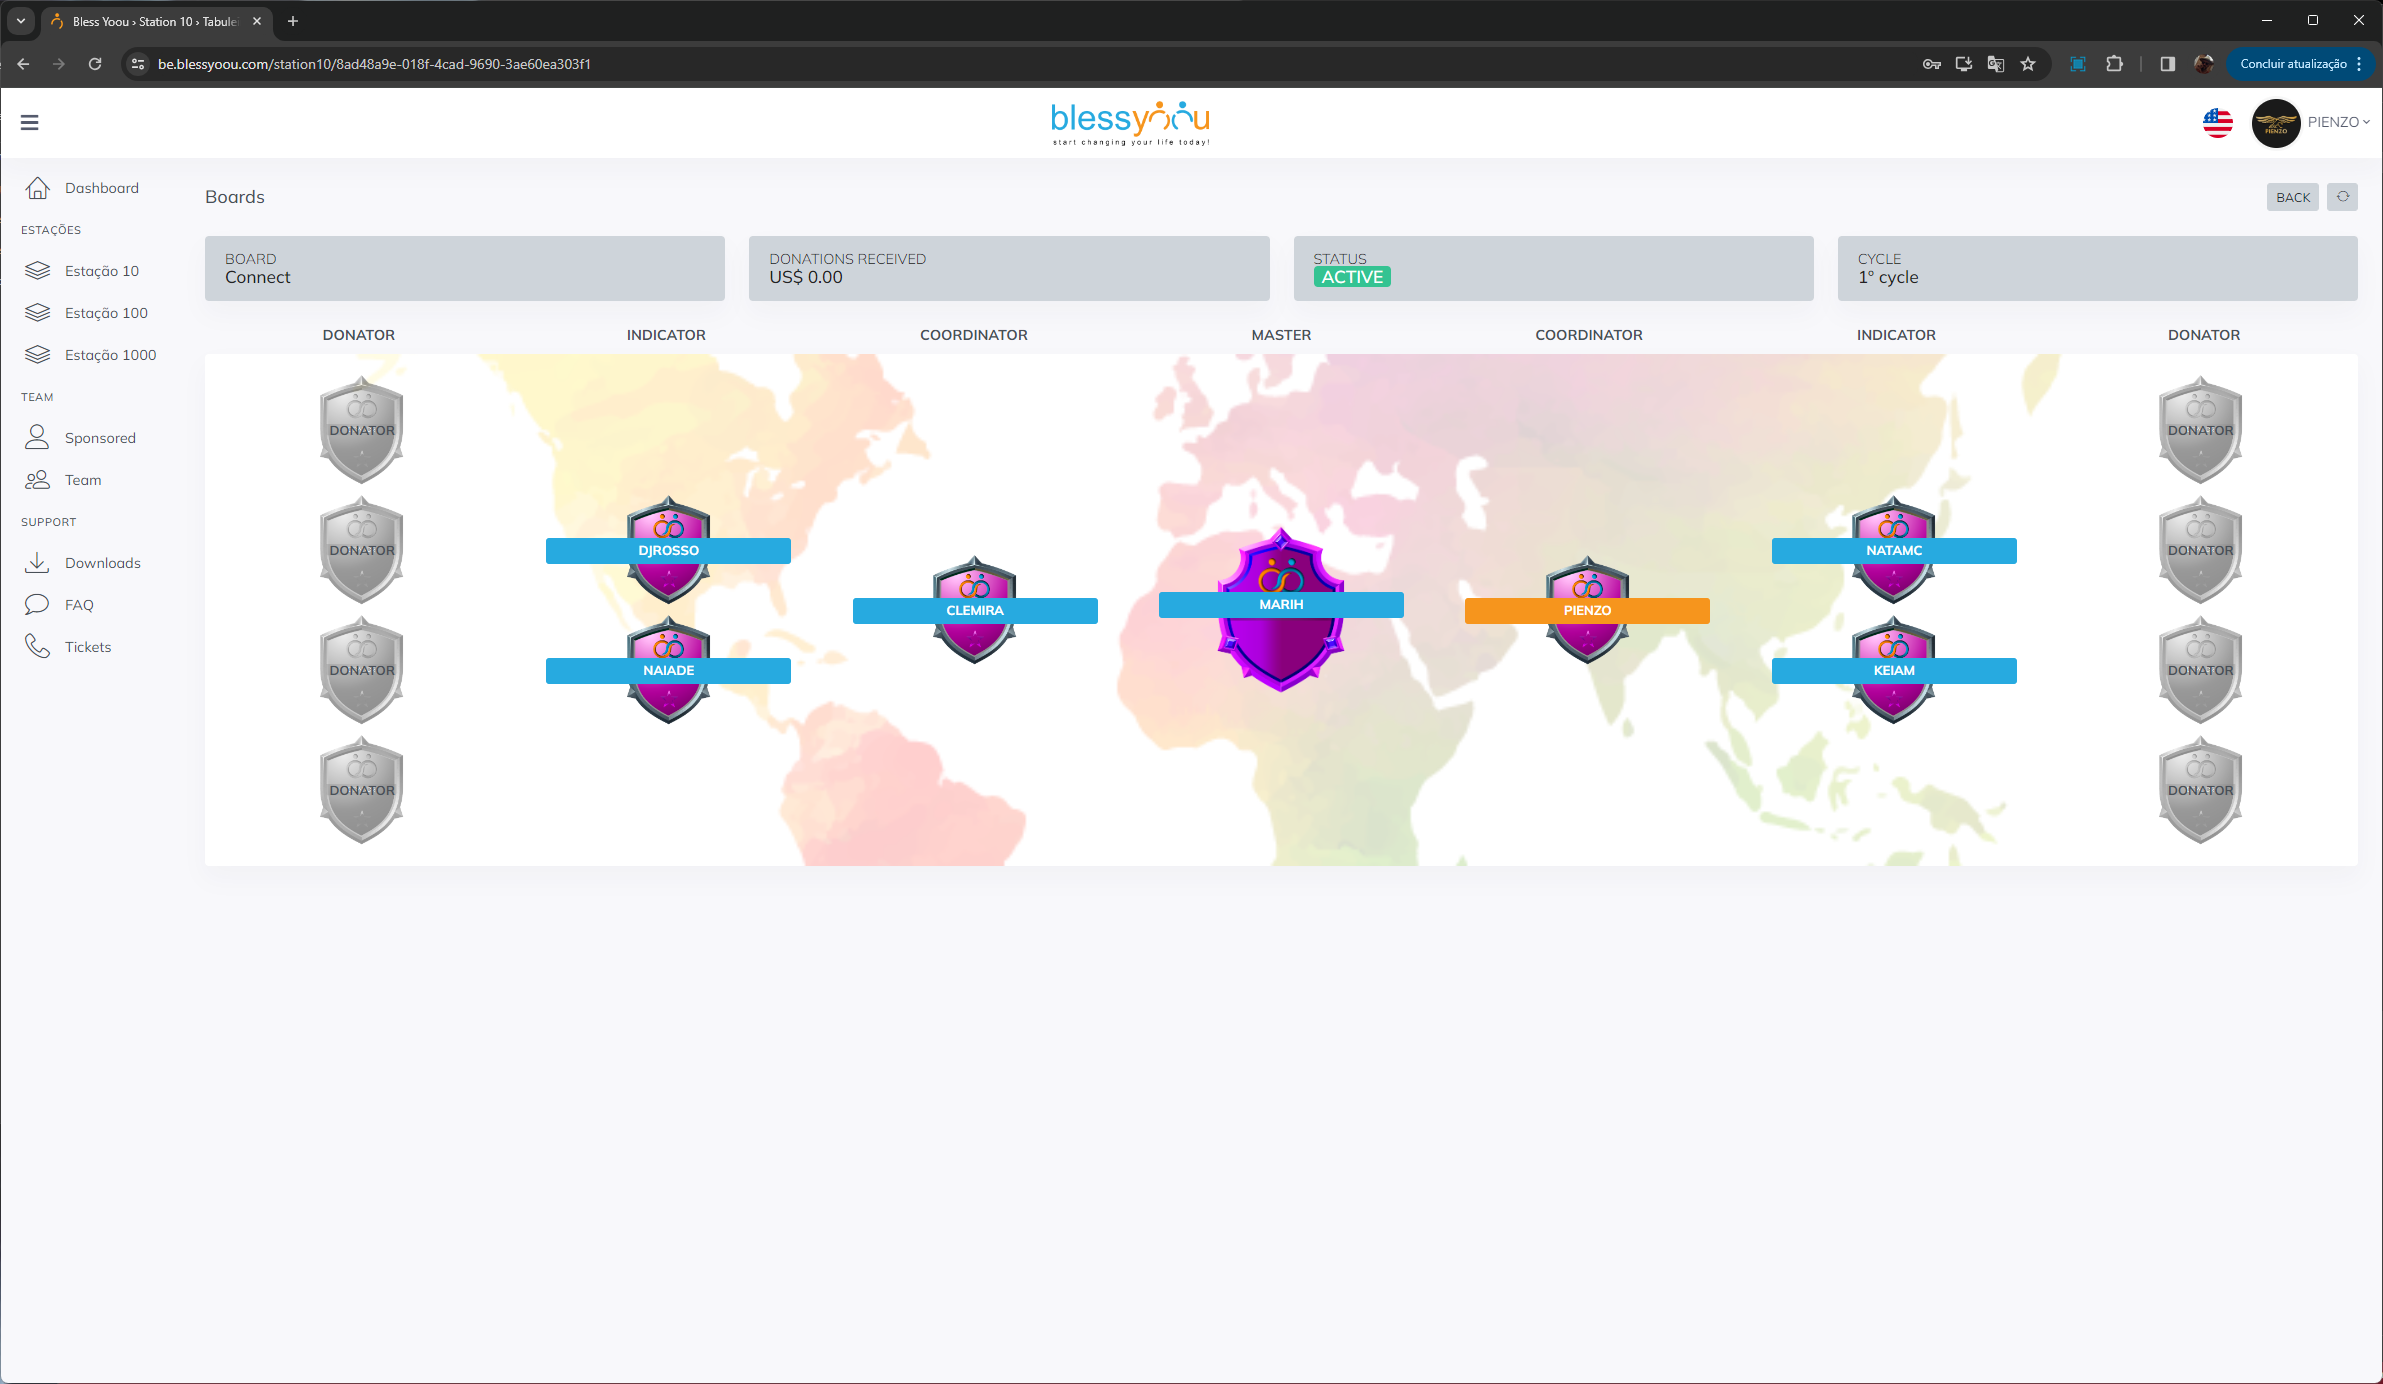 Bless Yoou › Station 10 › Tabule
be.blessyoou.com/station10/8ad48a9e-018f-4cad-9690-3ae60ea303f1
Concluir atualização
blessyoou
start changing your life today!
PIENZO
PIENZO
Dashboard
ESTAÇÕES
Estação 10
Estação 100
Estação 1000
TEAM
Sponsored
Team
SUPPORT
Downloads
FAQ
Tickets
Boards
BACK
BOARD
Connect
DONATIONS RECEIVED
US$ 0.00
STATUS
ACTIVE
CYCLE
1° cycle
DONATOR INDICATOR COORDINATOR MASTER COORDINATOR INDICATOR DONATOR
DONATOR
DONATOR
DONATOR
DONATOR
DJROSSO
NAIADE
CLEMIRA
MARIH
PIENZO
NATAMC
KEIAM
DONATOR
DONATOR
DONATOR
DONATOR